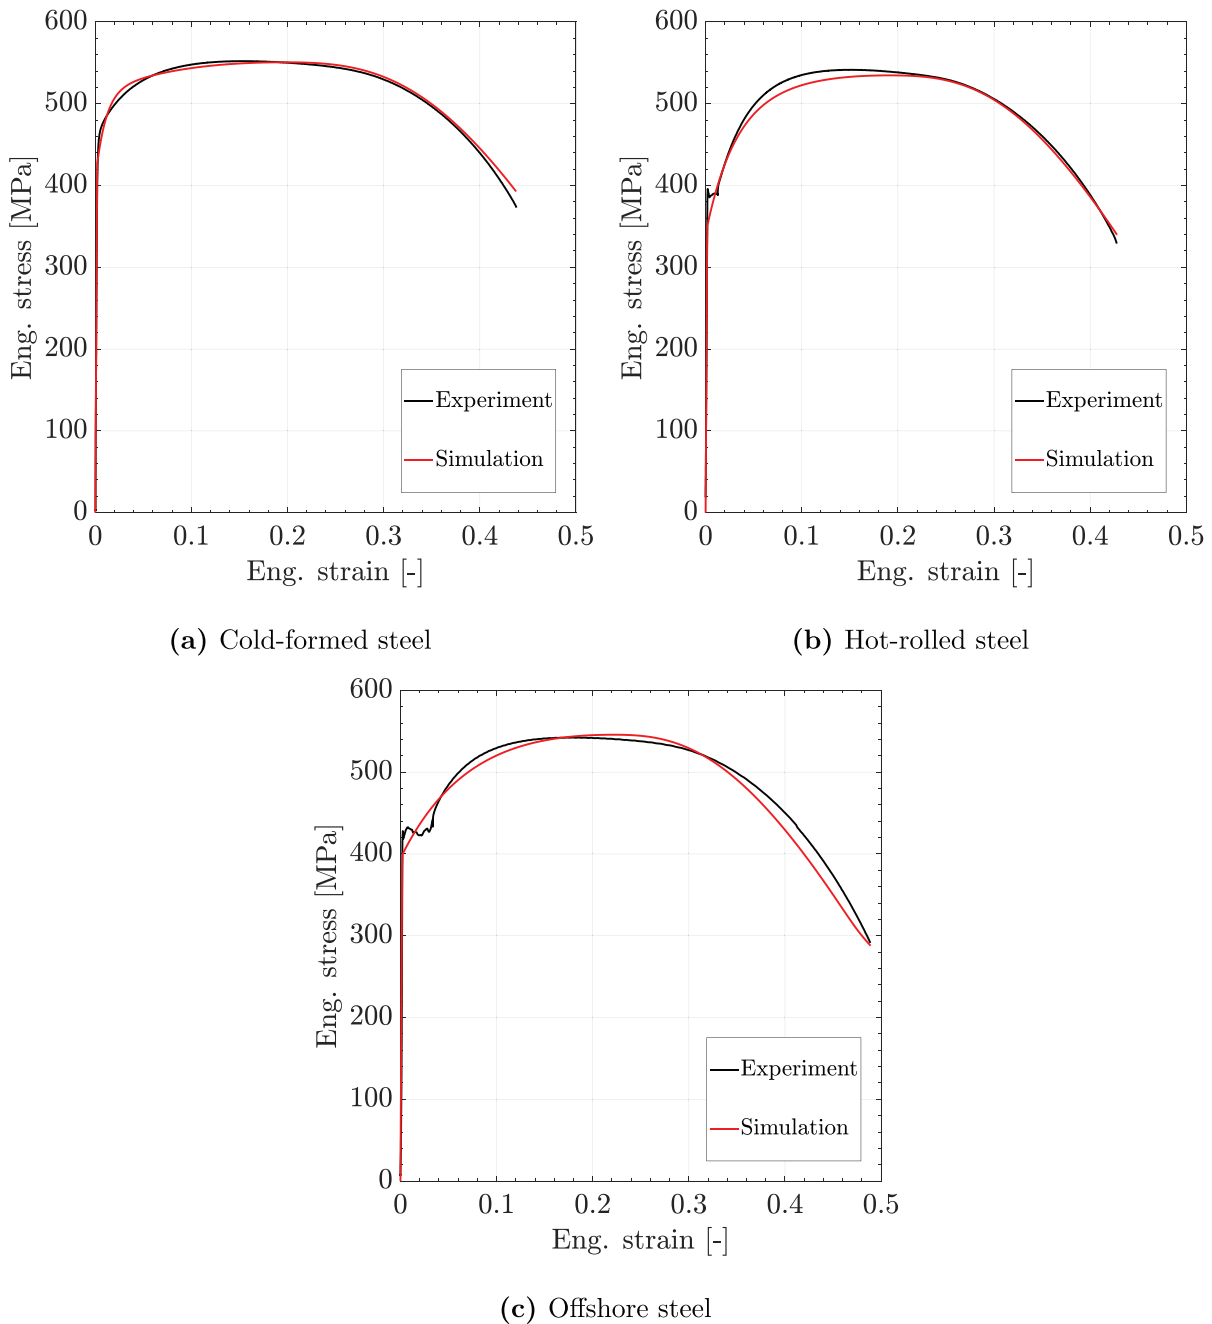 600
500
400
300
200
100
0
Eng. stress [MPa]
Experiment
Simulation
0 0.1 0.2 0.3 0.4 0.5
Eng. strain [-]
(a) Cold-formed steel
600
500
400
300
200
100
0
Eng. stress [MPa]
Experiment
Simulation
0 0.1 0.2 0.3 0.4 0.5
Eng. strain [-]
(b) Hot-rolled steel
600
500
400
300
200
100
0
Eng. stress [MPa]
Experiment
Simulation
0 0.1 0.2 0.3 0.4 0.5
Eng. strain [-]
(c) Offshore steel